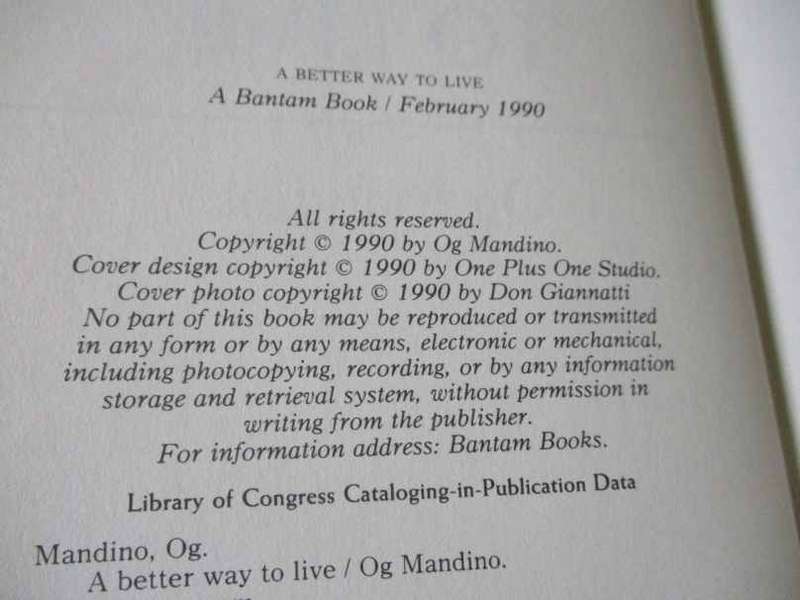 A BETTER WAY TO LIVE
A Bantam Book / February 1990
All rights reserved.
Copyright © 1990 by Og Mandino.
Cover design copyright © 1990 by One Plus One Studio.
Cover photo copyright © 1990 by Don Giannatti
No part of this book may be reproduced or transmitted
in any form or by any means, electronic or mechanical,
including photocopying, recording, or by any information
storage and retrieval system, without permission in
writing from the publisher.
For information address: Bantam Books.
Library of Congress Cataloging-in-Publication Data
Mandino, Og.
A better way to live / Og Mandino.